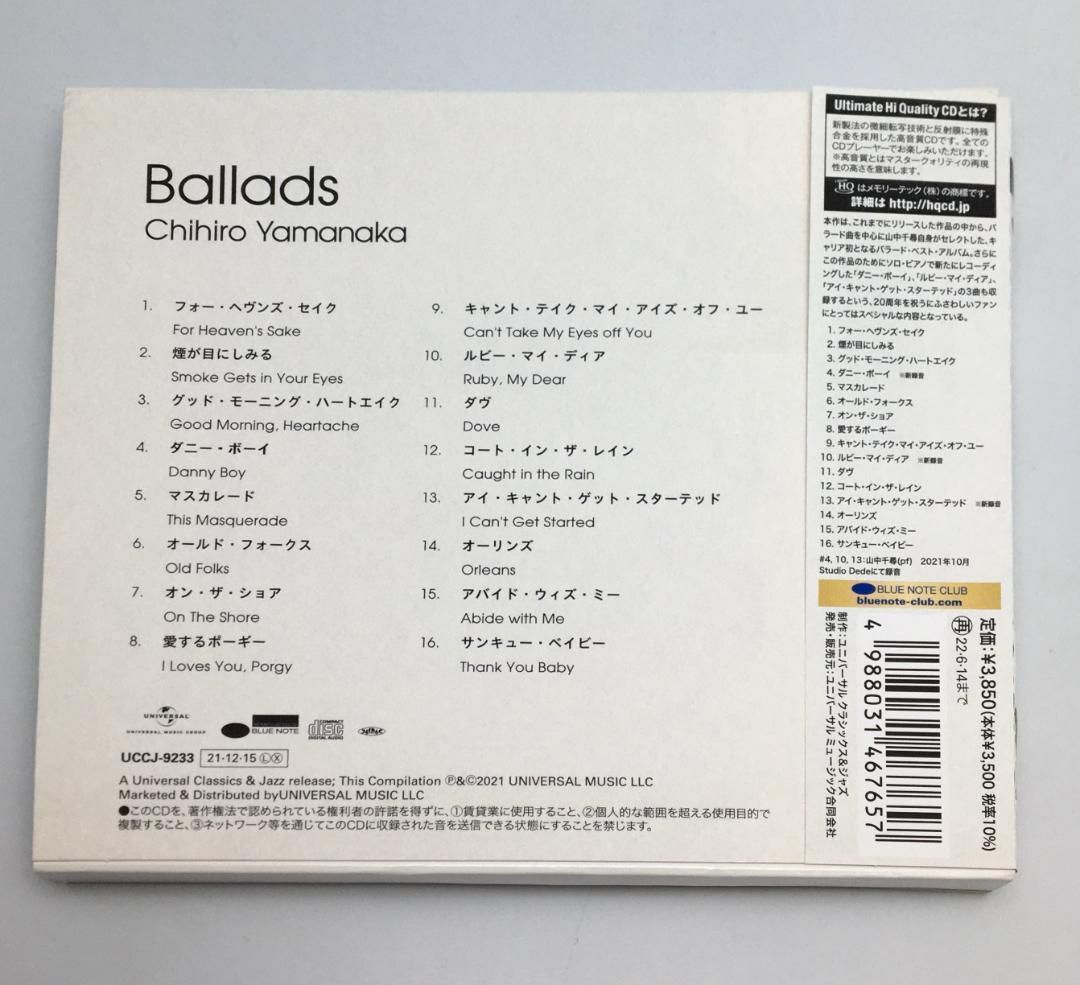 Ballads
Chihiro Yamanaka
1. フォー・ヘヴンズ・セイク
For Heaven's Sake
2. 煙が目にしみる
Smoke Gets in Your Eyes
3. グッド・モーニング・ハートエイク
Good Morning, Heartache
4. ダニー・ボーイ
Danny Boy
5. マスカレード
This Masquerade
6. オールド・フォークス
Old Folks
7. オン・ザ・ショア
On The Shore
8. 愛するポーギー
I Loves You, Porgy
9. キャント・テイク・マイ・アイズ・オフ・ユー
Can't Take My Eyes off You
10. ルビー・マイ・ディア
Ruby, My Dear
11. ダヴ
Dove
12. コート・イン・ザ・レイン
Caught in the Rain
13. アイ・キャント・ゲット・スターテッド
I Can't Get Started
14. オーリンズ
Orleans
15. アバイド・ウィズ・ミー
Abide with Me
16. サンキュー・ベイビー
Thank You Baby
UNIVERSAL
UNIVERSAL MUSIC GROUP
BLUE NOTE
COMPACT
disc
DIGITAL AUDIO
UCCJ-9233 21・12・15 ⓁⓍ
A Universal Classics & Jazz release; This Compilation ℗&©2021 UNIVERSAL MUSIC LLC
Marketed & Distributed byUNIVERSAL MUSIC LLC
●このCDを、著作権法で認められている権利者の許諾を得ずに、①賃貸業に使用すること、②個人的な範囲を超える使用目的で
複製すること、③ネットワーク等を通じてこのCDに収録された音を送信できる状態にすることを禁じます。
Ultimate Hi Quality CDとは?
新製法の微細転写技術と反射膜に特殊
合金を採用した高音質CDです。全ての
CDプレーヤーでお楽しみいただけます。
※高音質とはマスタークォリティの再現
性の高さを意味します。
HQ はメモリーテック(株)の商標です。
詳細は http://hqcd.jp
本作は、これまでにリリースした作品の中から、バ
ラード曲を中心に山中千尋自身がセレクトした、キ
ャリア初となるバラード・ベスト・アルバム。さらに
この作品のためにソロ・ピアノで新たにレコーディ
ングした「ダニー・ボーイ」、「ルビー・マイ・ディア」、
「アイ・キャント・ゲット・スターテッド」の3曲も収
録するという、20周年を祝うにふさわしいファン
にとってはスペシャルな内容となっている。
1. フォー・ヘヴンズ・セイク
2. 煙が目にしみる
3. グッド・モーニング・ハートエイク
4. ダニー・ボーイ ※新録音
5. マスカレード
6. オールド・フォークス
7. オン・ザ・ショア
8. 愛するポーギー
9. キャント・テイク・マイ・アイズ・オフ・ユー
10. ルビー・マイ・ディア ※新録音
11. ダヴ
12. コート・イン・ザ・レイン
13. アイ・キャント・ゲット・スターテッド ※新録音
14. オーリンズ
15. アバイド・ウィズ・ミー
16. サンキュー・ベイビー
#4, 10, 13:山中千尋(pf) 2021年10月
Studio Dedeにて録音
BLUE NOTE CLUB
bluenote-club.com
定価:¥3,850(本体¥3,500 税率10%)
再 22・6・14まで
4 988031 467657
制作:ユニバーサル クラシックス&ジャズ
発売・販売元:ユニバーサル ミュージック合同会社